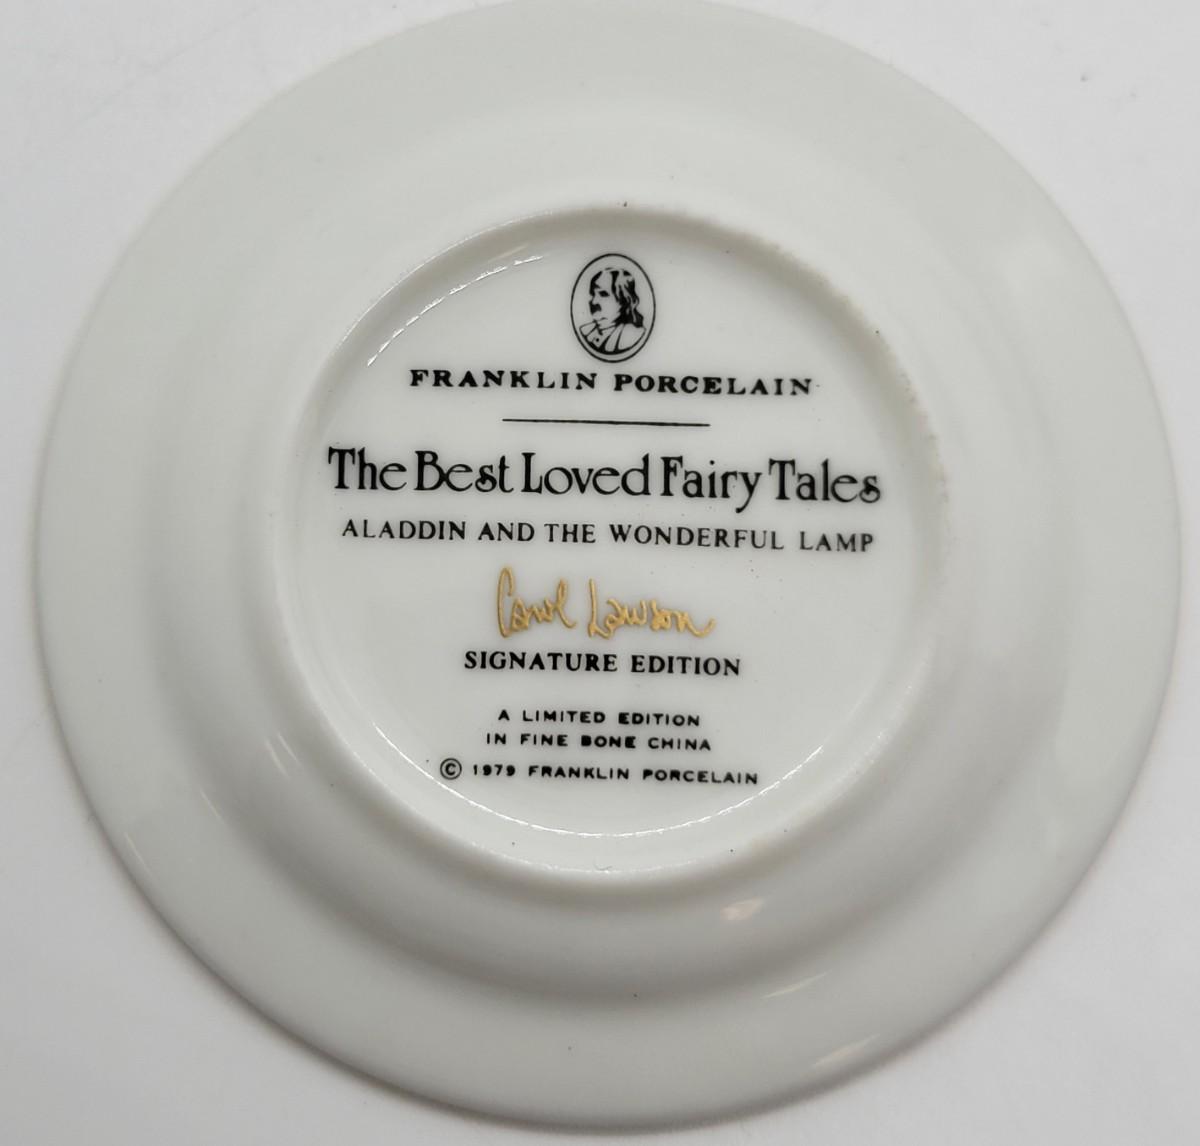 FRANKLIN PORCELAIN
The Best Loved Fairy Tales
ALADDIN AND THE WONDERFUL LAMP
Carol Lawson
SIGNATURE EDITION
A LIMITED EDITION
IN FINE BONE CHINA
© 1979 FRANKLIN PORCELAIN